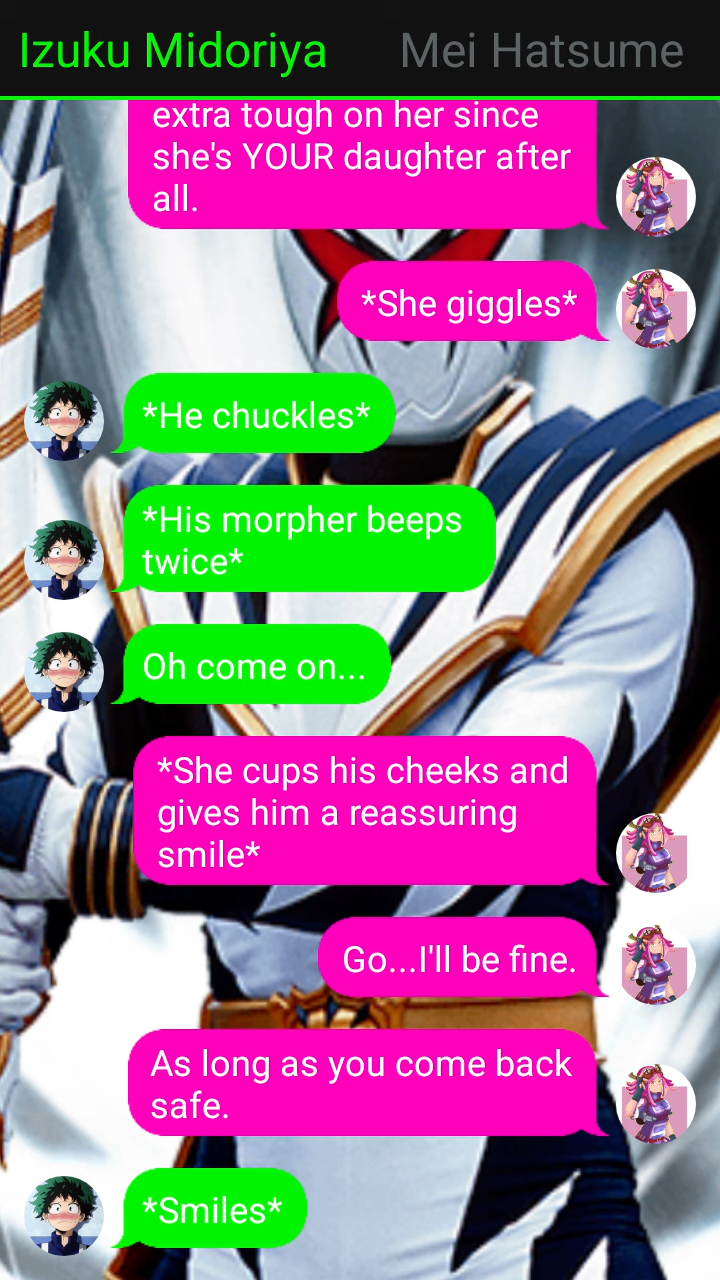 Izuku Midoriya Mei Hatsume
extra tough on her since
she's YOUR daughter after
all.
*She giggles*
*He chuckles*
*His morpher beeps
twice*
Oh come on...
*She cups his cheeks and
gives him a reassuring
smile*
Go...I'll be fine.
As long as you come back
safe.
*Smiles*